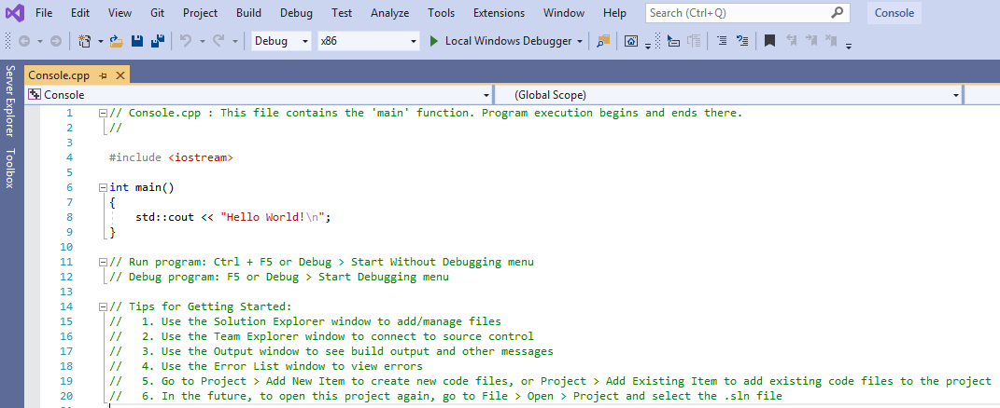 File Edit View Git Project Build Debug Test Analyze Tools Extensions Window Help Search (Ctrl+Q) Console
Debug x86 Local Windows Debugger
Server Explorer
Toolbox
Console.cpp
Console (Global Scope)
1 // Console.cpp : This file contains the 'main' function. Program execution begins and ends there.
2 //
3
4 #include <iostream>
5
6 int main()
7 {
8 std::cout << "Hello World!\n";
9 }
10
11 // Run program: Ctrl + F5 or Debug > Start Without Debugging menu
12 // Debug program: F5 or Debug > Start Debugging menu
13
14 // Tips for Getting Started:
15 // 1. Use the Solution Explorer window to add/manage files
16 // 2. Use the Team Explorer window to connect to source control
17 // 3. Use the Output window to see build output and other messages
18 // 4. Use the Error List window to view errors
19 // 5. Go to Project > Add New Item to create new code files, or Project > Add Existing Item to add existing code files to the project
20 // 6. In the future, to open this project again, go to File > Open > Project and select the .sln file